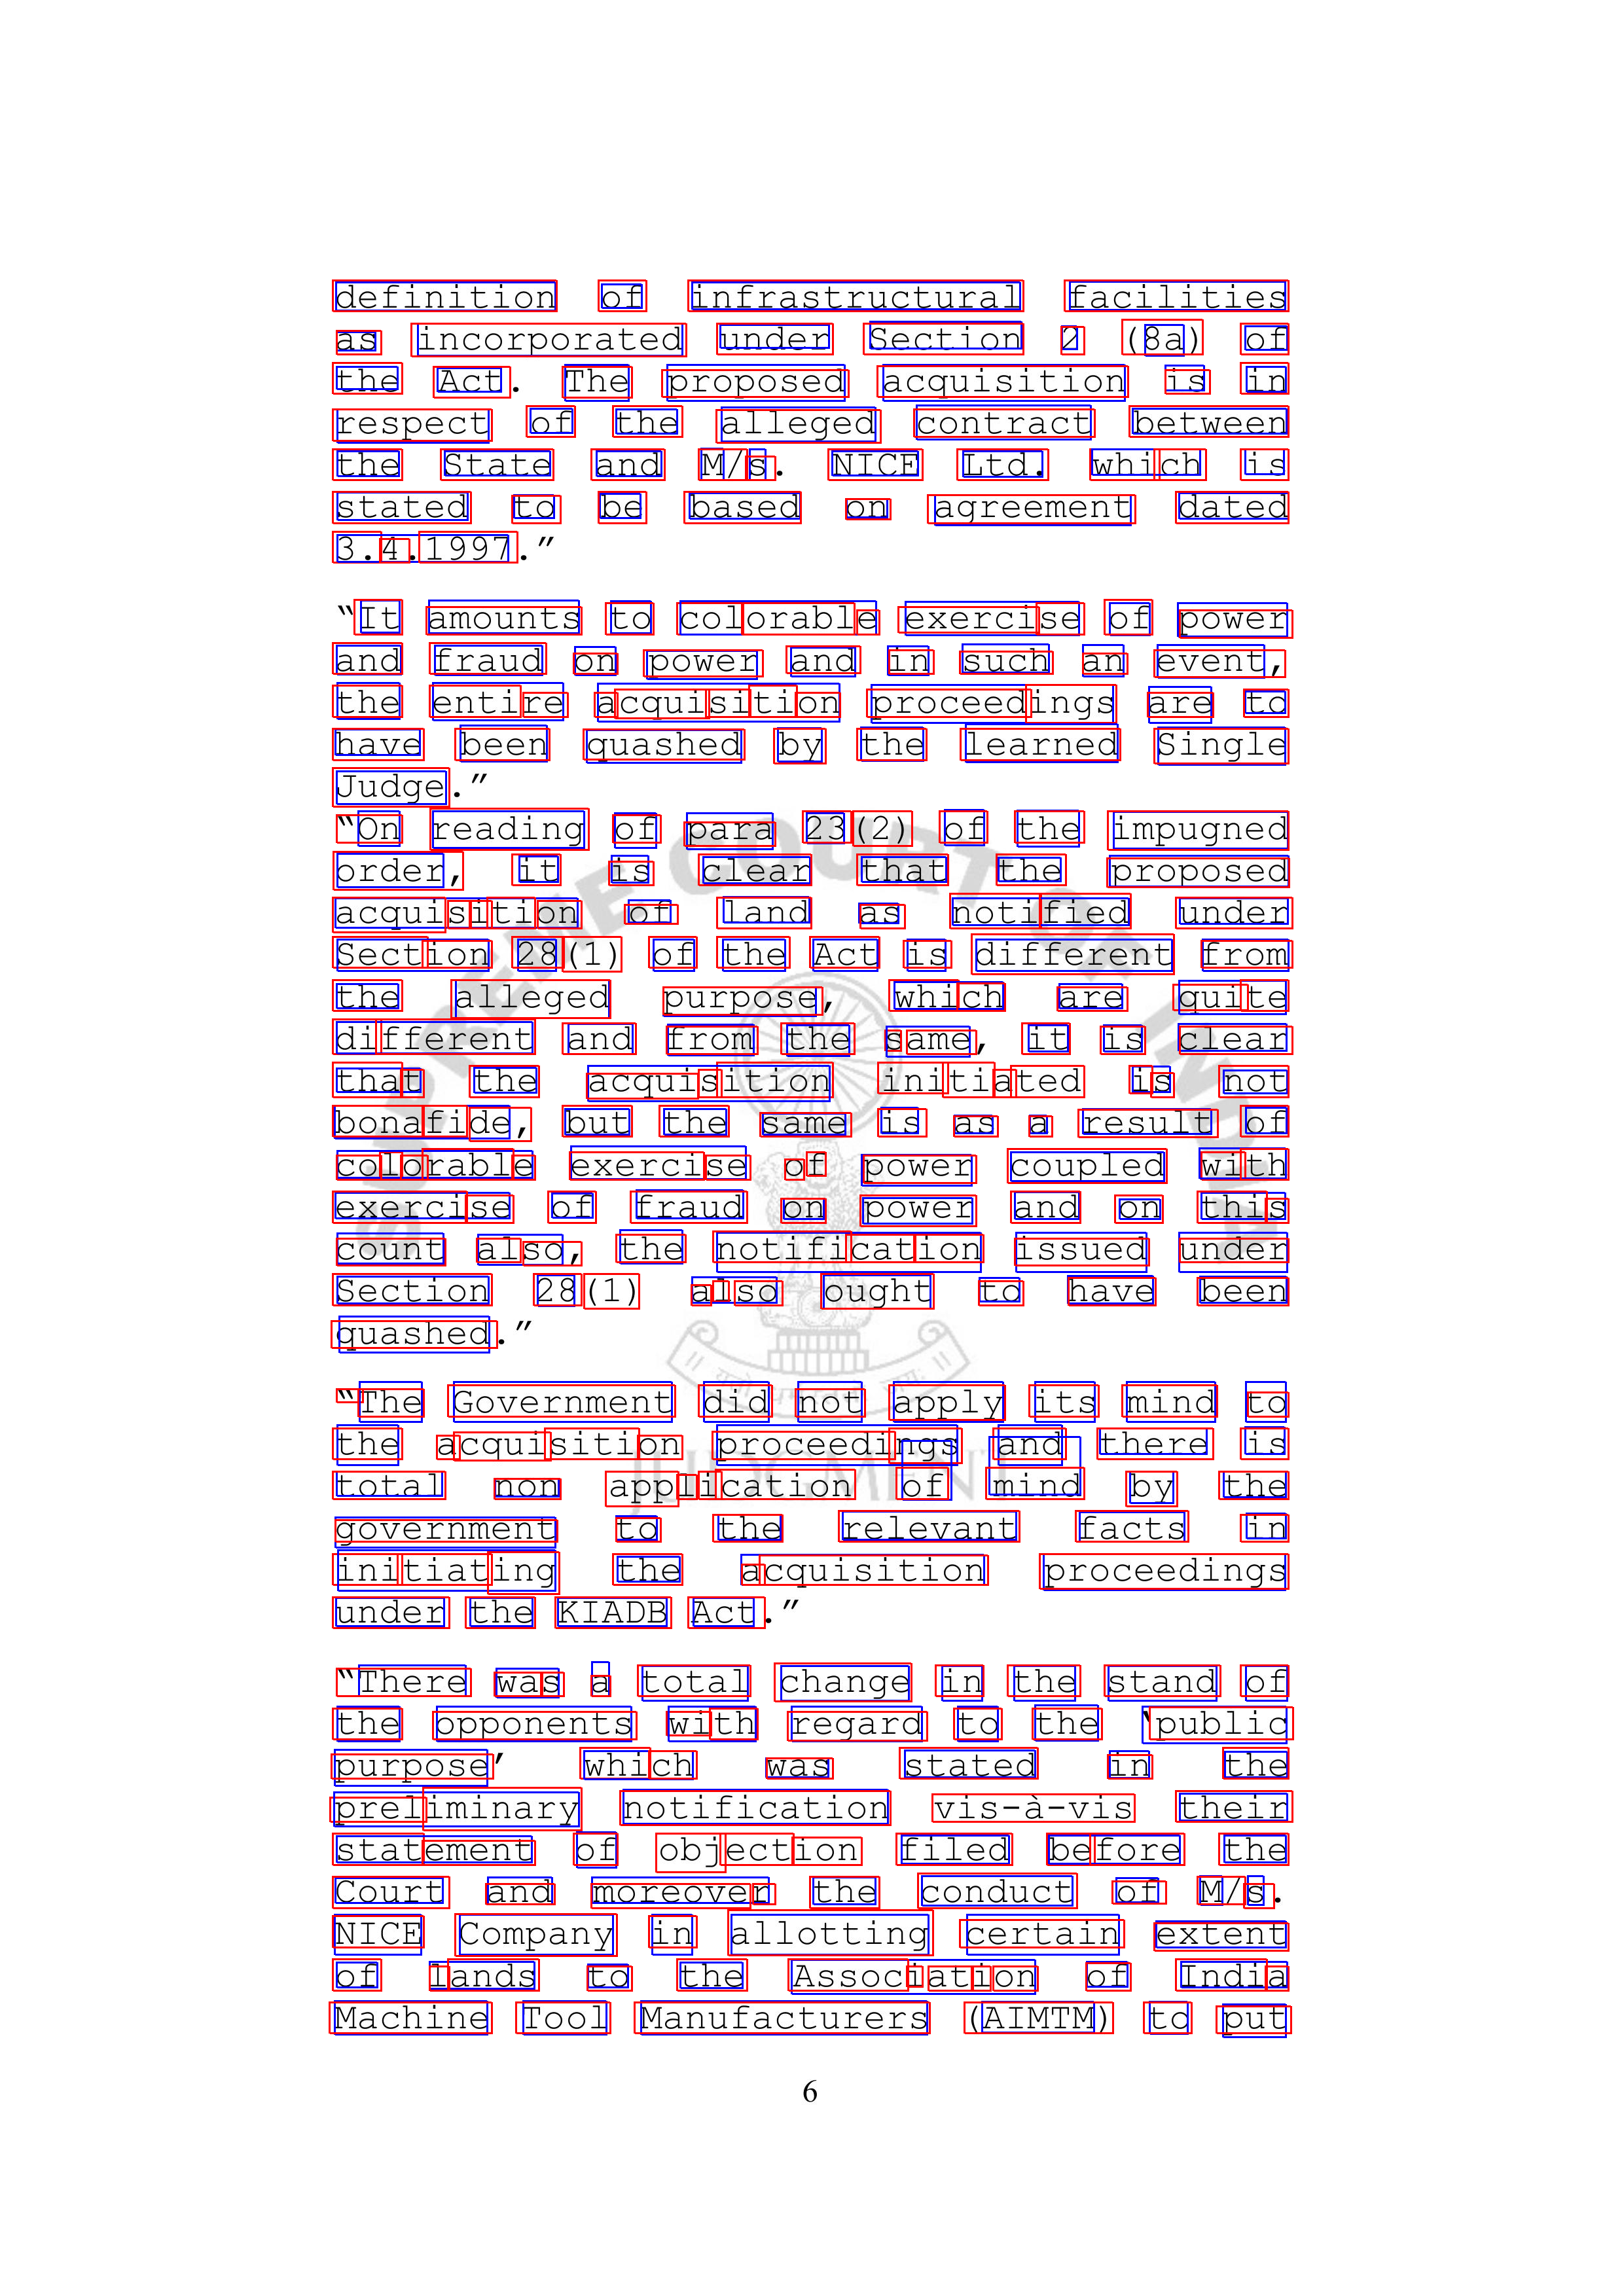 definition of infrastructural facilities
as incorporated under Section 2 (8a) of
the Act. The proposed acquisition is in
respect of the alleged contract between
the State and M/s. NICE Ltd. which is
stated to be based on agreement dated
3.4.1997.”
“It amounts to colorable exercise of power
and fraud on power and in such an event,
the entire acquisition proceedings are to
have been quashed by the learned Single
Judge.”
“On reading of para 23(2) of the impugned
order, it is clear that the proposed
acquisition of land as notified under
Section 28(1) of the Act is different from
the alleged purpose, which are quite
different and from the same, it is clear
that the acquisition initiated is not
bonafide, but the same is as a result of
colorable exercise of power coupled with
exercise of fraud on power and on this
count also, the notification issued under
Section 28(1) also ought to have been
quashed.”
“The Government did not apply its mind to
the acquisition proceedings and there is
total non application of mind by the
government to the relevant facts in
initiating the acquisition proceedings
under the KIADB Act.”
“There was a total change in the stand of
the opponents with regard to the ‘public
purpose’ which was stated in the
preliminary notification vis-à-vis their
statement of objection filed before the
Court and moreover the conduct of M/s.
NICE Company in allotting certain extent
of lands to the Association of India
Machine Tool Manufacturers (AIMTM) to put
6
SUPREME COURT OF INDIA
JUDGMENT